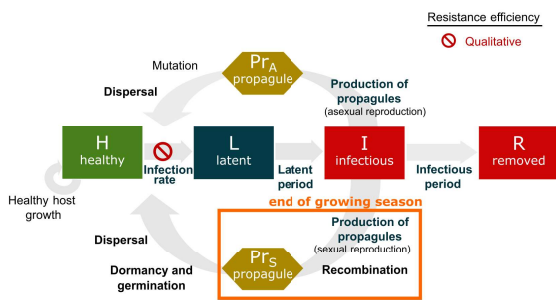 Resistance efficiency
Qualitative
Mutation
Pr_A
propagule
Dispersal
Production of
propagules
(asexual reproduction)
H
healthy
L
latent
I
infectious
R
removed
Infection
rate
Latent
period
Infectious
period
Healthy host
growth
end of growing season
Dispersal
Production of
propagules
(sexual reproduction)
Pr_S
propagule
Dormancy and
germination
Recombination